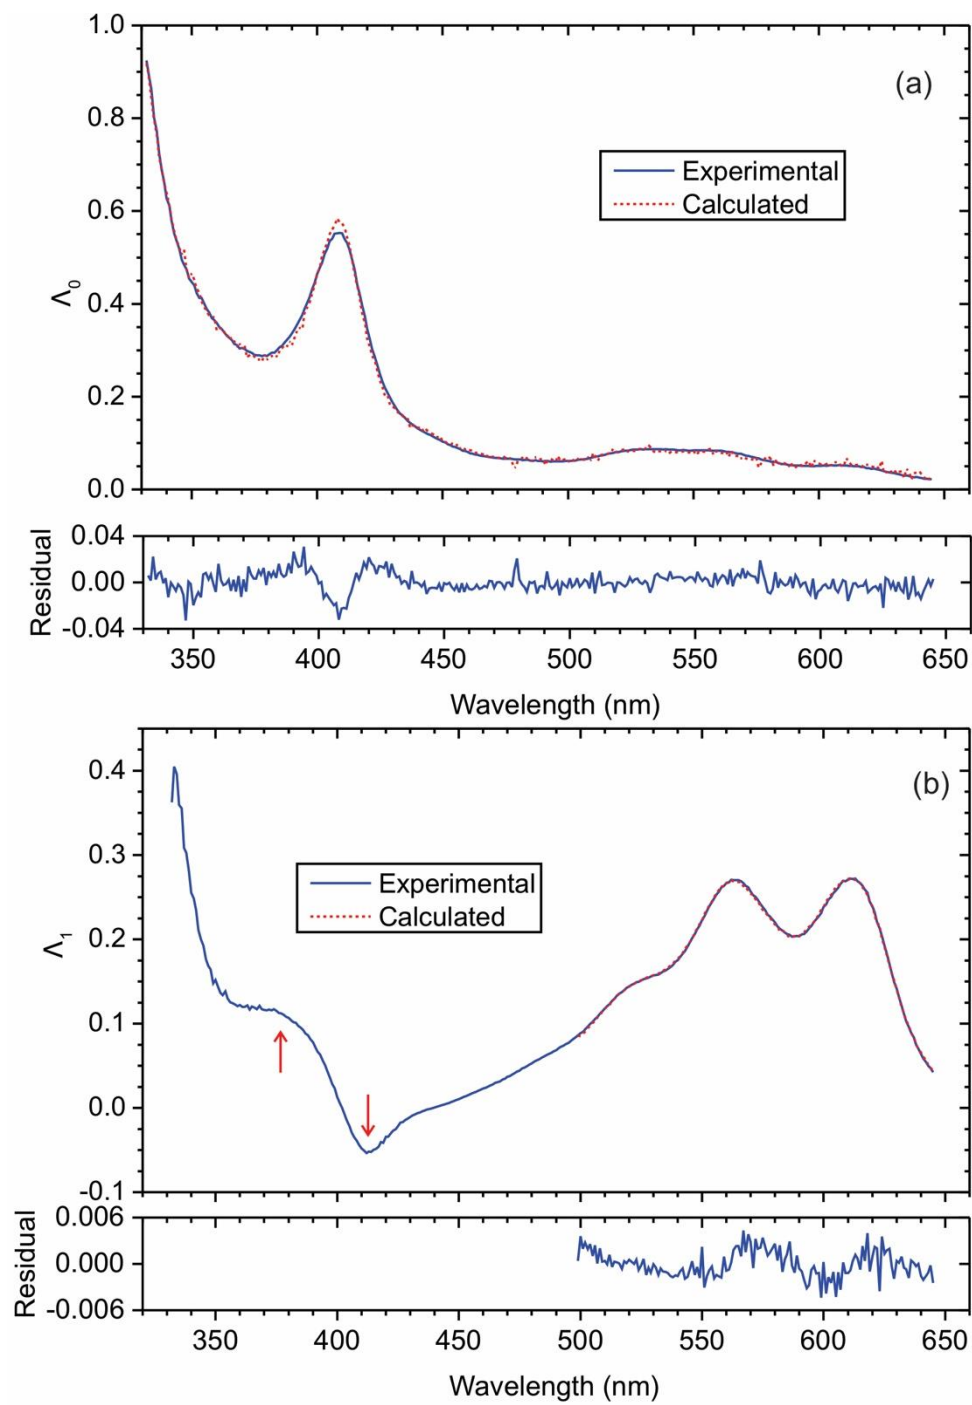 1.0
(a)
0.8
Experimental
Calculated
0.6
Λ0
0.4
0.2
0.0
0.04
Residual
0.00
-0.04
350 400 450 500 550 600 650
Wavelength (nm)
0.4
(b)
0.3
Experimental
Calculated
0.2
Λ1
0.1
0.0
-0.1
0.006
Residual
0.000
-0.006
350 400 450 500 550 600 650
Wavelength (nm)